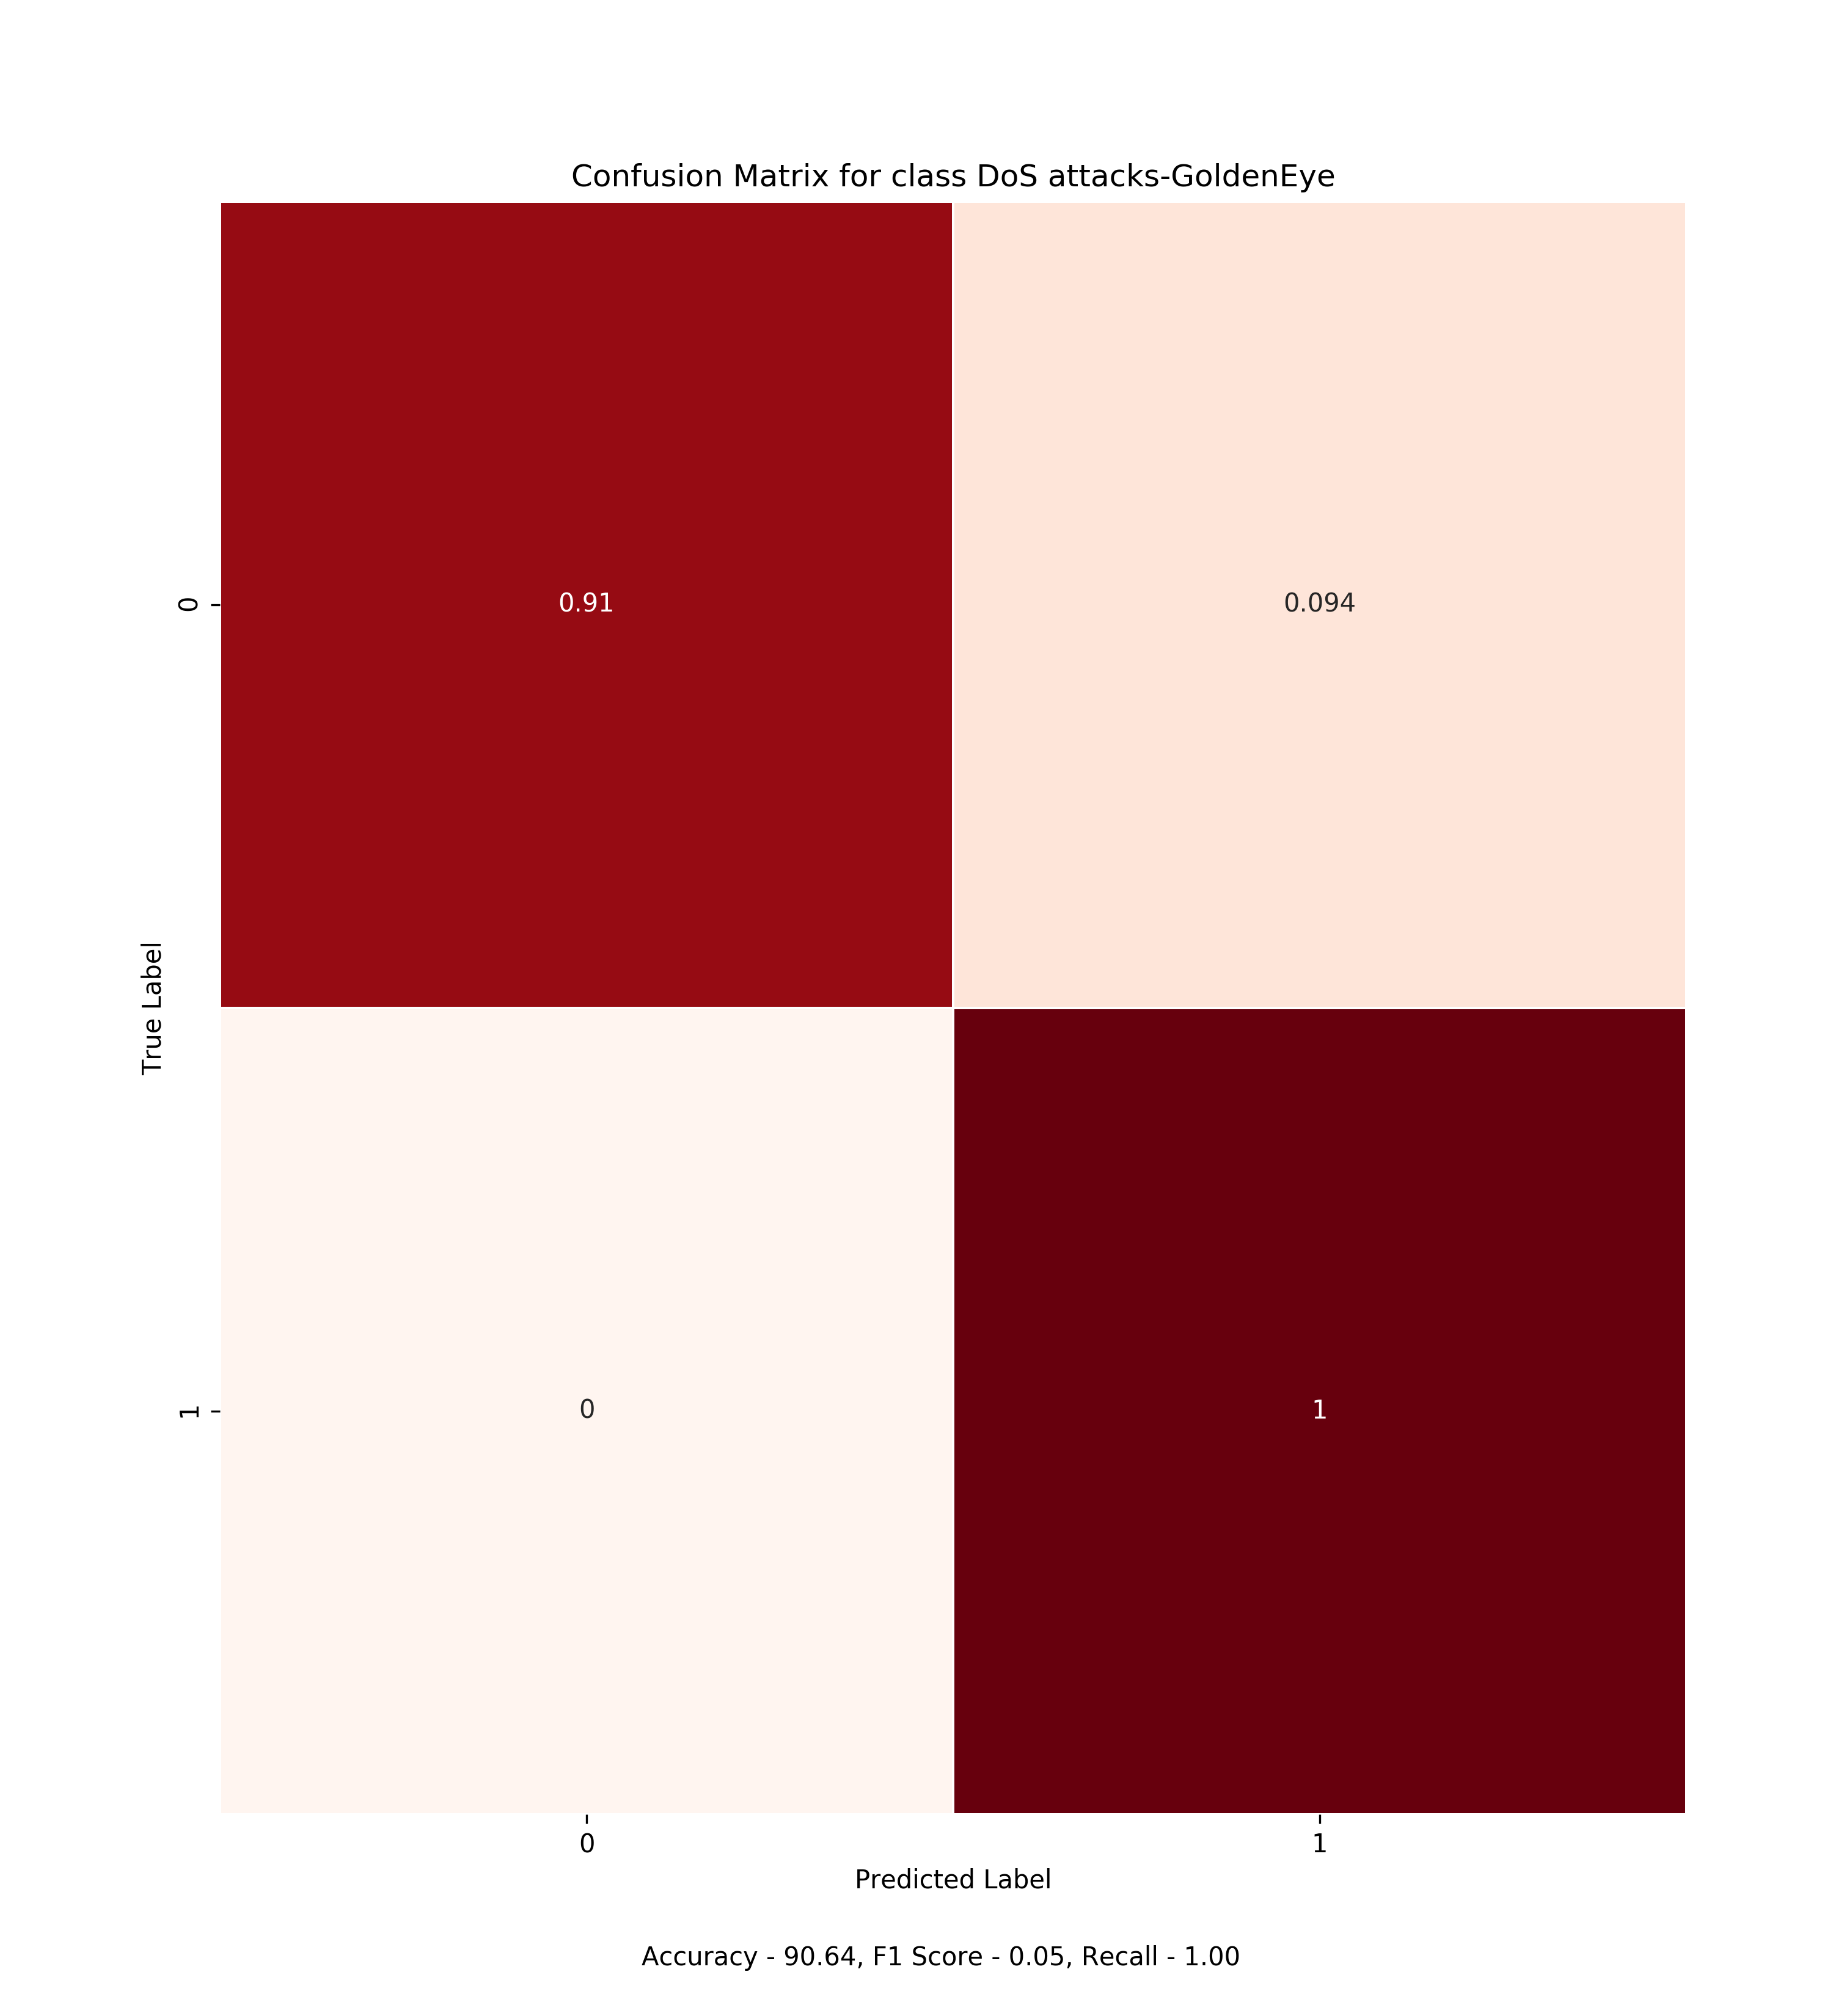 Confusion Matrix for class DoS attacks-GoldenEye
0.91
0.094
0
True Label
0
1
1
0
1
Predicted Label
Accuracy - 90.64, F1 Score - 0.05, Recall - 1.00